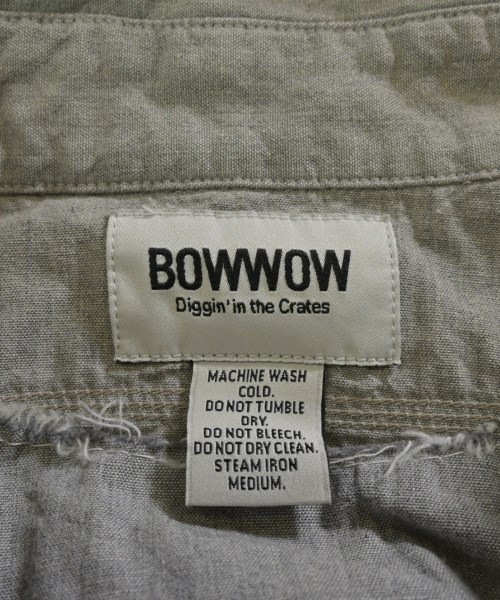 BOWWOW
Diggin' in the Crates
MACHINE WASH
COLD.
DO NOT TUMBLE
DRY.
DO NOT BLEECH.
DO NOT DRY CLEAN.
STEAM IRON
MEDIUM.